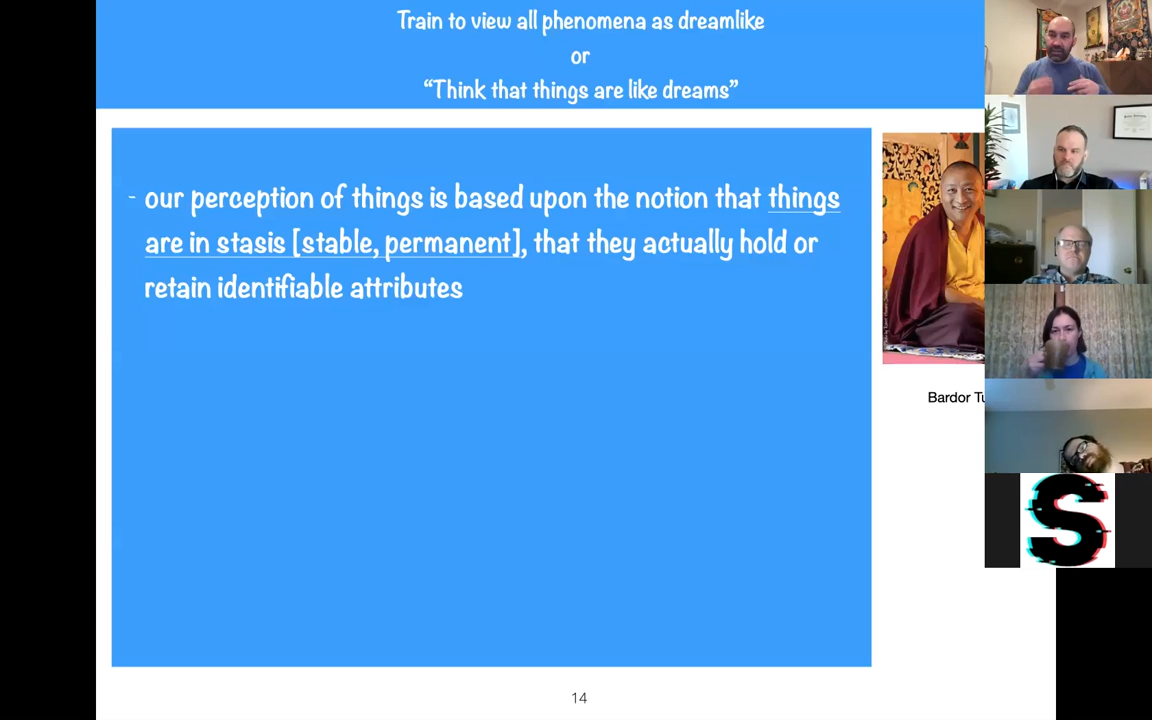 Train to view all phenomena as dreamlike
or
“Think that things are like dreams”
- our perception of things is based upon the notion that things
are in stasis [stable, permanent], that they actually hold or
retain identifiable attributes
Bardor
S
14